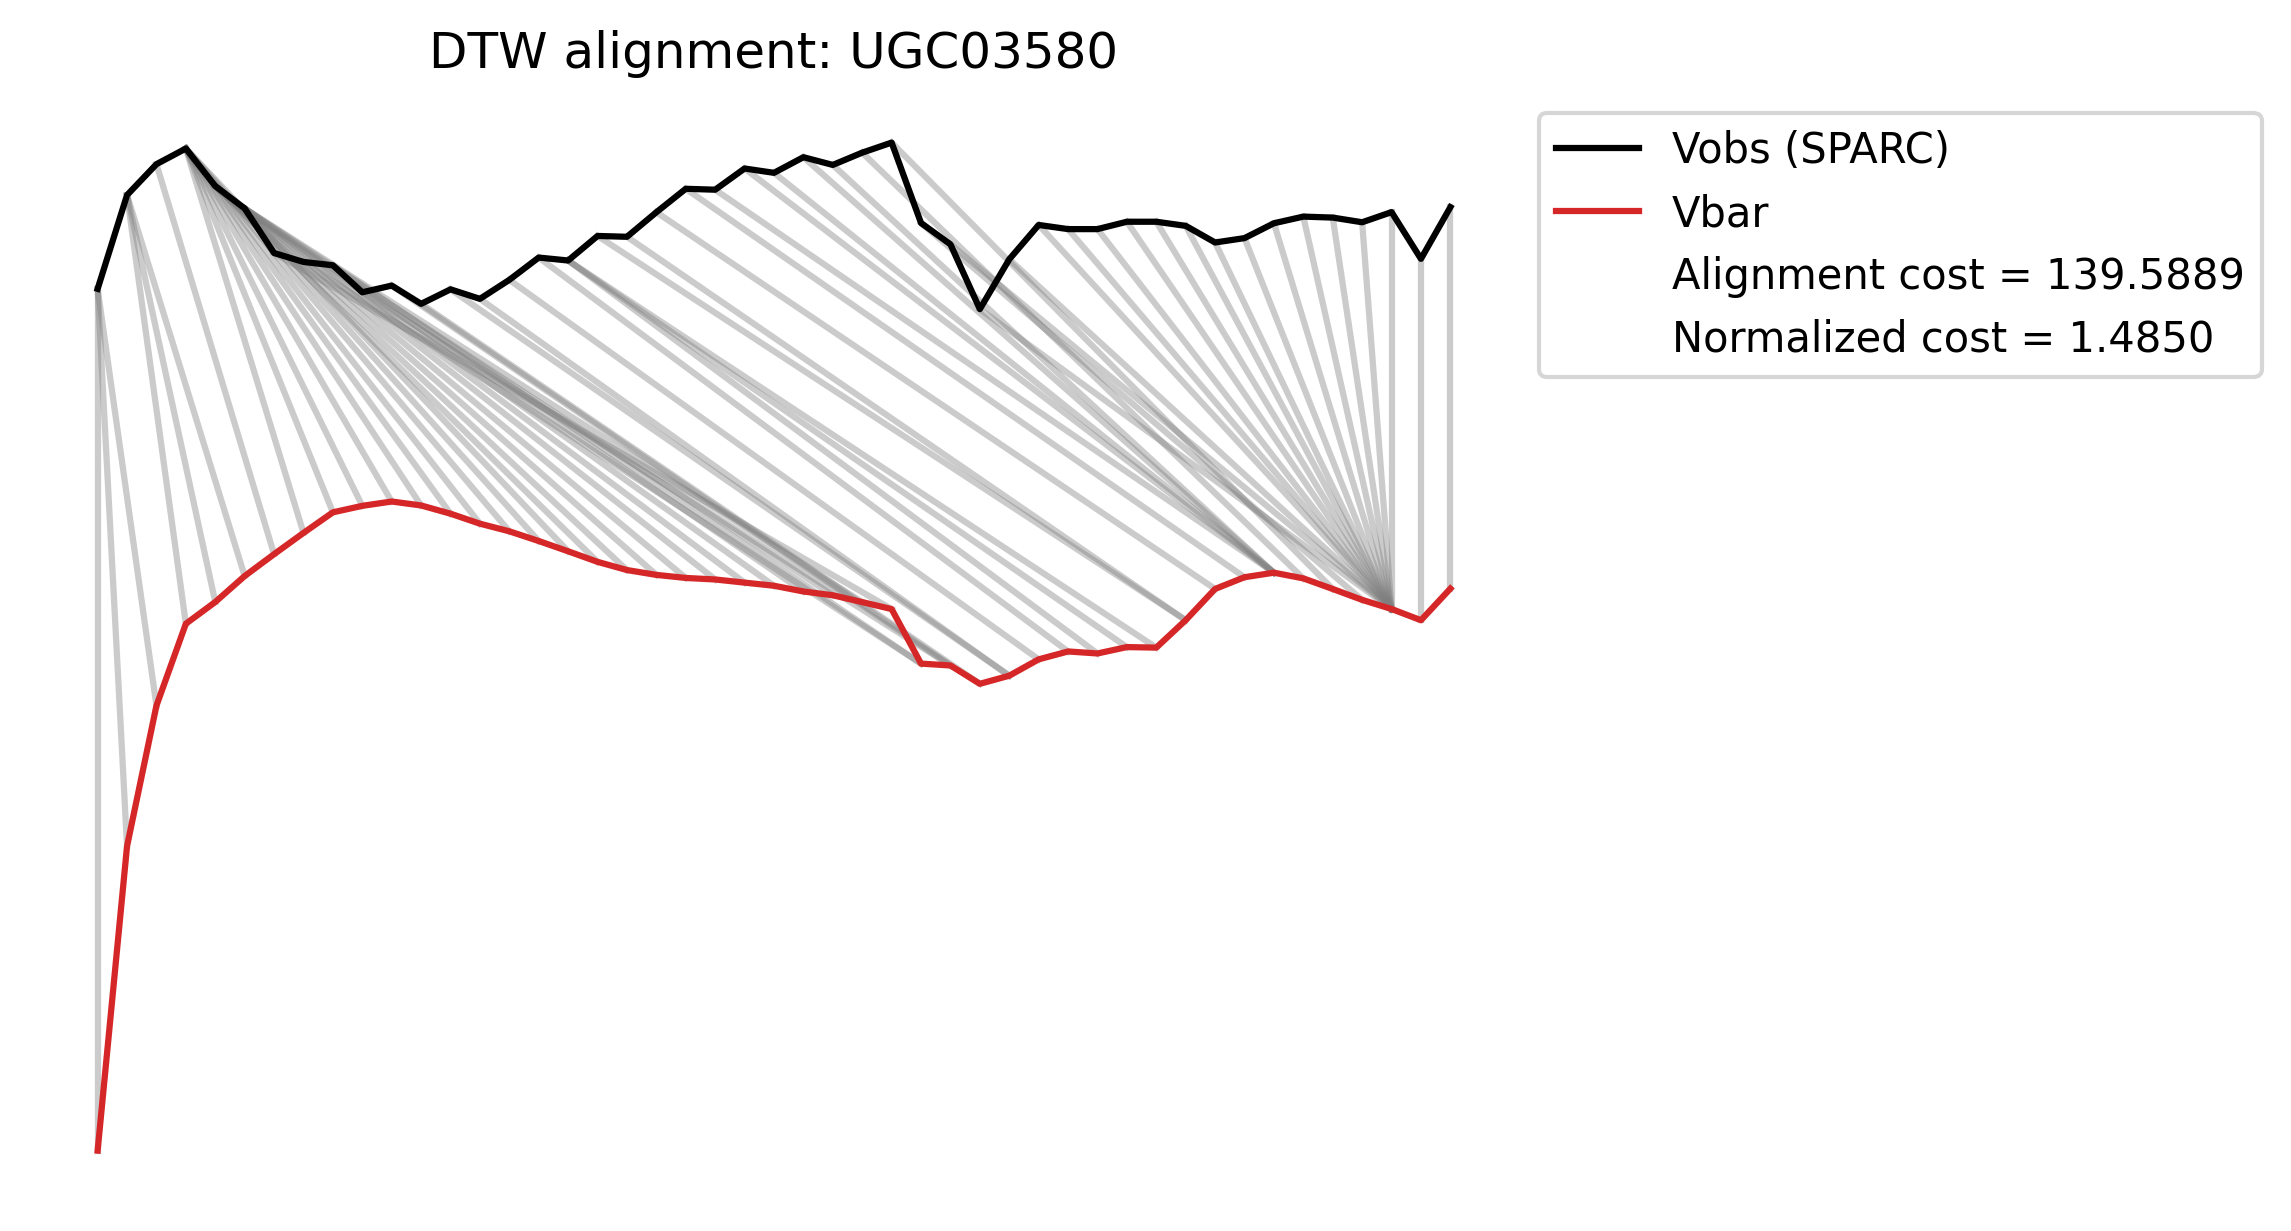 DTW alignment: UGC03580
Vobs (SPARC)
Vbar
Alignment cost = 139.5889
Normalized cost = 1.4850